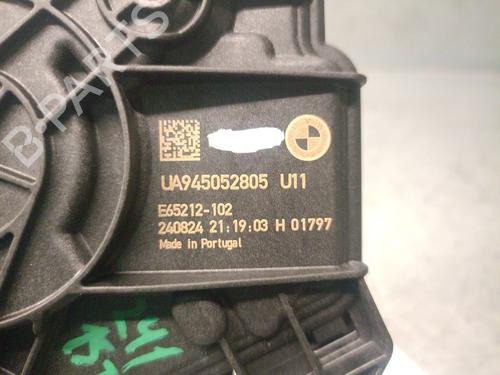 B-PARTS
UA945052805 U11
E65212-102
240824 21:19:03 H 01797
Made in Portugal